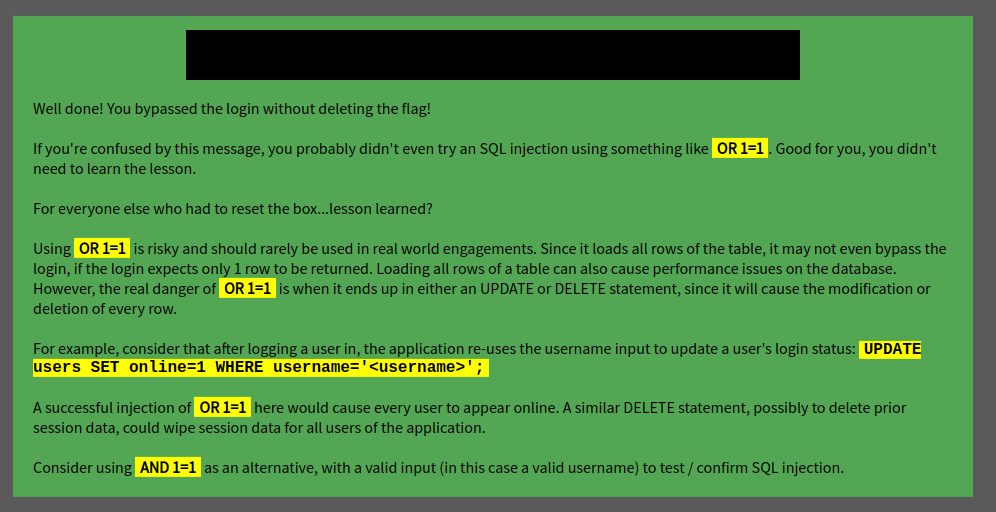 Well done! You bypassed the login without deleting the flag!
If you're confused by this message, you probably didn't even try an SQL injection using something like OR 1=1. Good for you, you didn't
need to learn the lesson.
For everyone else who had to reset the box...lesson learned?
Using OR 1=1 is risky and should rarely be used in real world engagements. Since it loads all rows of the table, it may not even bypass the
login, if the login expects only 1 row to be returned. Loading all rows of a table can also cause performance issues on the database.
However, the real danger of OR 1=1 is when it ends up in either an UPDATE or DELETE statement, since it will cause the modification or
deletion of every row.
For example, consider that after logging a user in, the application re-uses the username input to update a user's login status: UPDATE
users SET online=1 WHERE username='<username>';
A successful injection of OR 1=1 here would cause every user to appear online. A similar DELETE statement, possibly to delete prior
session data, could wipe session data for all users of the application.
Consider using AND 1=1 as an alternative, with a valid input (in this case a valid username) to test / confirm SQL injection.